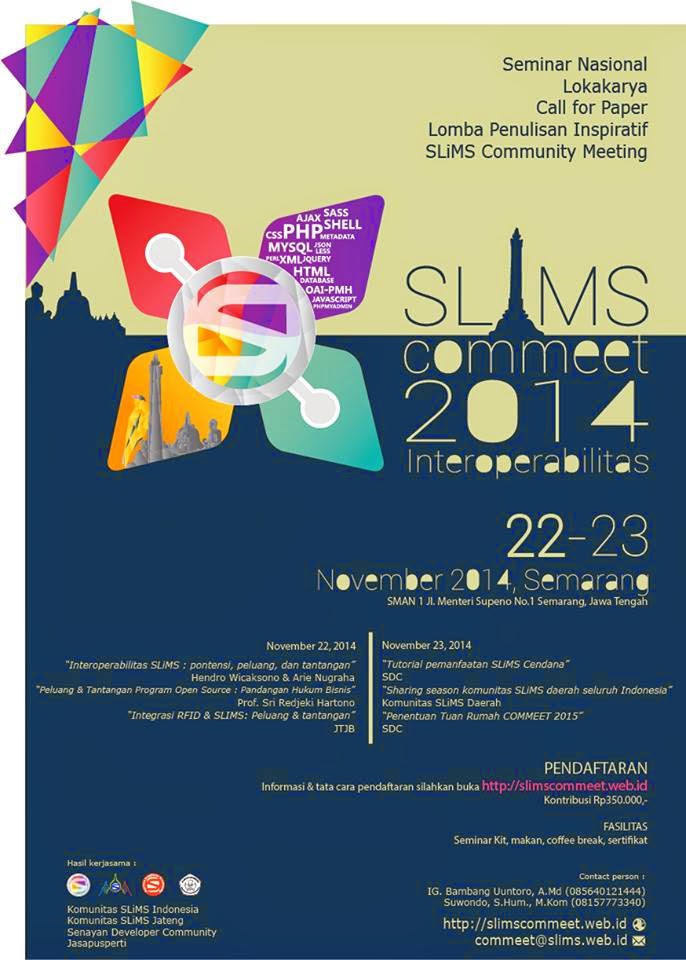 Seminar Nasional
Lokakarya
Call for Paper
Lomba Penulisan Inspiratif
SLiMS Community Meeting
AJAX SASS
CSS PHP SHELL
METADATA
MYSQL JSON
LESS
PERL XML JQUERY
HTML
DATABASE
OAI-PMH
JAVASCRIPT
PHPMYADMIN
S
SLiMS
commeet
2014
Interoperabilitas
22-23
November 2014, Semarang
SMAN 1 Jl. Menteri Supeno No.1 Semarang, Jawa Tengah
November 22, 2014
"Interoperabilitas SLiMS : pontensi, peluang, dan tantangan"
Hendro Wicaksono & Arie Nugraha
"Peluang & Tantangan Program Open Source : Pandangan Hukum Bisnis"
Prof. Sri Redjeki Hartono
"Integrasi RFID & SLIMS: Peluang & tantangan"
JTJB
November 23, 2014
"Tutorial pemanfaatan SLiMS Cendana"
SDC
"Sharing season komunitas SLiMS daerah seluruh Indonesia"
Komunitas SLiMS Daerah
"Penentuan Tuan Rumah COMMEET 2015"
SDC
PENDAFTARAN
Informasi & tata cara pendaftaran silahkan buka http://slimscommeet.web.id
Kontribusi Rp350.000,-
FASILITAS
Seminar Kit, makan, coffee break, sertifikat
Hasil kerjasama :
Komunitas SLiMS Indonesia
Komunitas SLiMS Jateng
Senayan Developer Community
Jasapusperti
Contact person :
IG. Bambang Uuntoro, A.Md (085640121444)
Suwondo, S.Hum., M.Kom (08157773340)
http://slimscommeet.web.id
commeet@slims.web.id